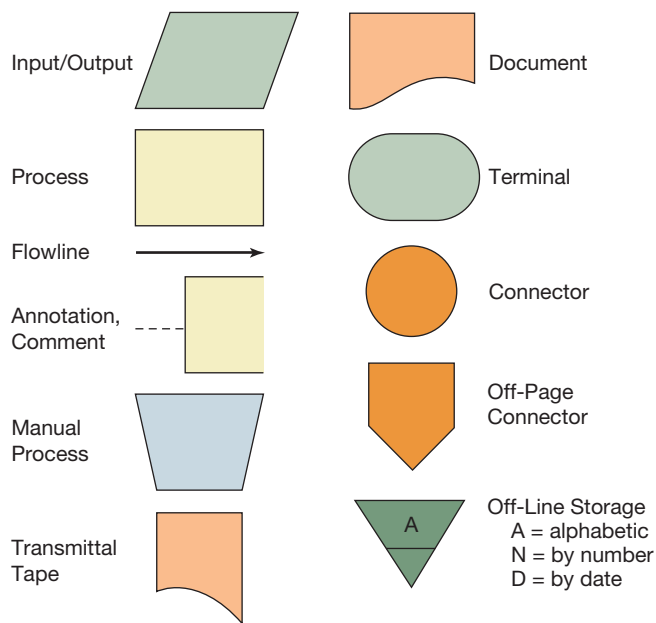 Input/Output
Process
Flowline
Annotation,
Comment
Manual
Process
Transmittal
Tape
Document
Terminal
Connector
Off-Page
Connector
A
Off-Line Storage
A = alphabetic
N = by number
D = by date